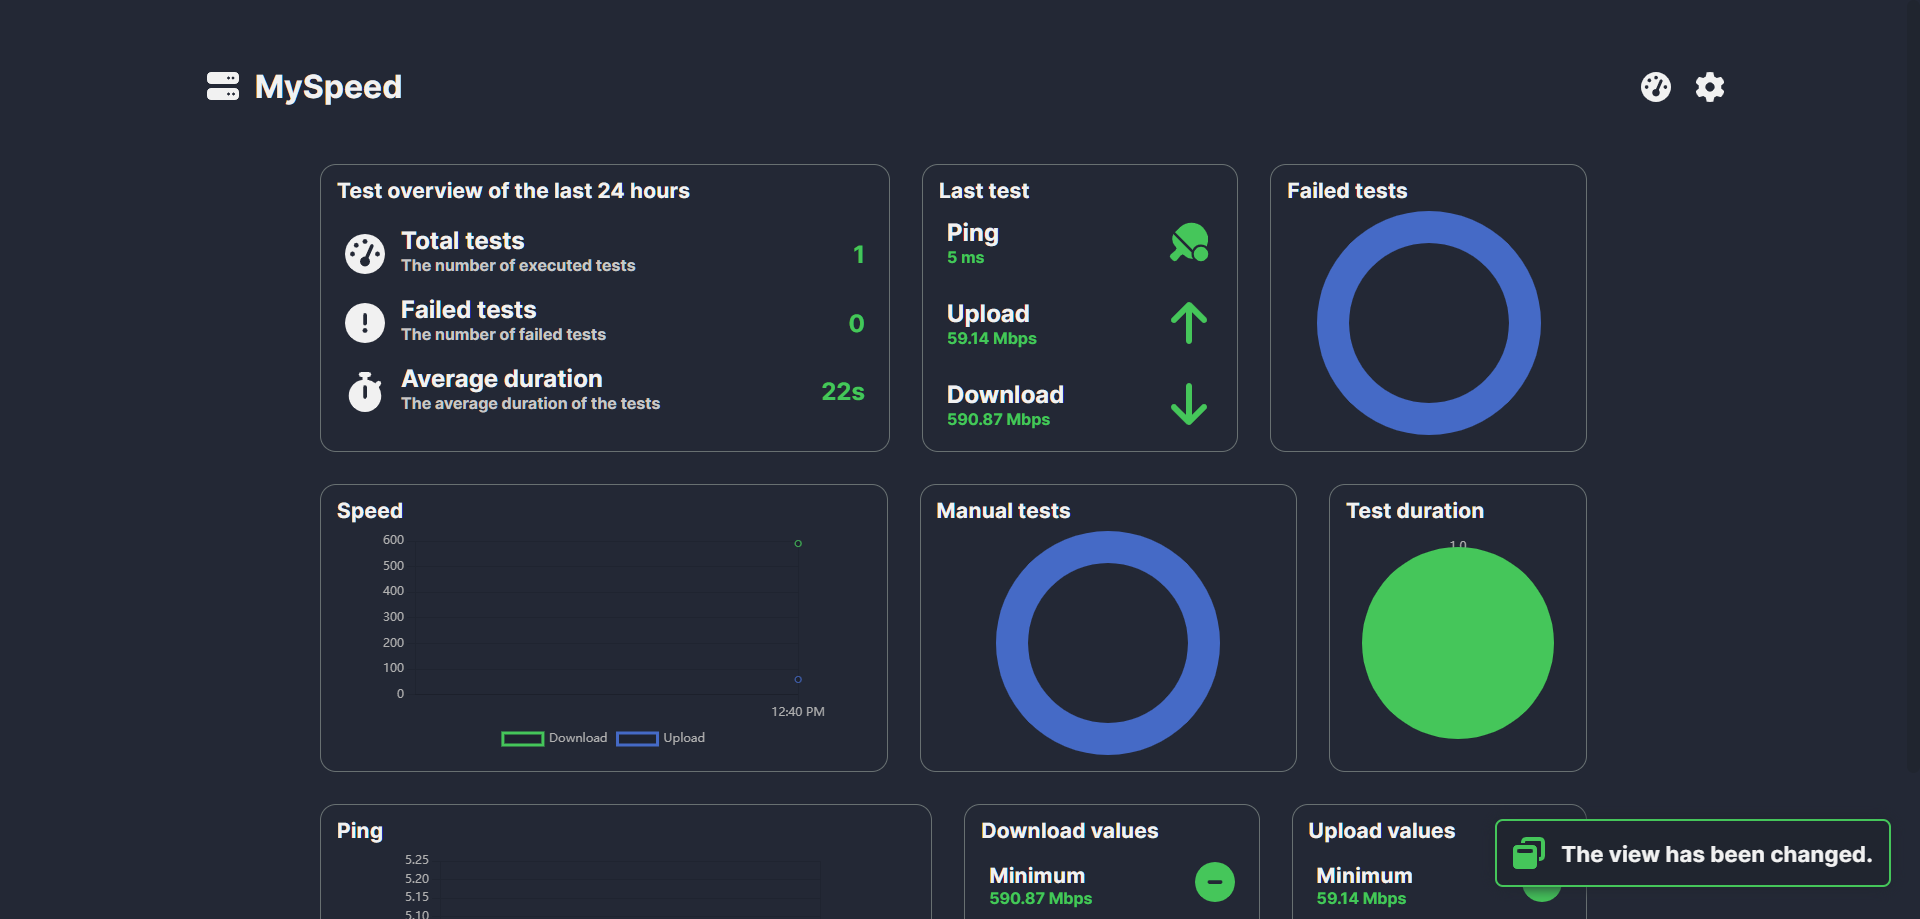 MySpeed
Test overview of the last 24 hours
Total tests
The number of executed tests
1
Failed tests
The number of failed tests
0
Average duration
The average duration of the tests
22s
Last test
Ping
5 ms
Upload
59.14 Mbps
Download
590.87 Mbps
Failed tests
Speed
600
500
400
300
200
100
0
12:40 PM
Download
Upload
Manual tests
Test duration
1.0
Ping
5.25
5.20
5.15
5.10
Download values
Minimum
590.87 Mbps
Upload values
Minimum
59.14 Mbps
The view has been changed.